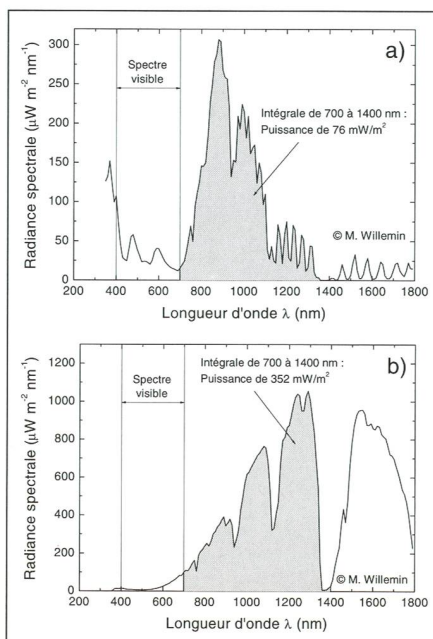 a)
Radiance spectrale (µW m⁻² nm⁻¹)
300
250
200
150
100
50
0
Spectre
visible
Intégrale de 700 à 1400 nm :
Puissance de 76 mW/m²
© M. Willemin
200 400 600 800 1000 1200 1400 1600 1800
Longueur d'onde λ (nm)
b)
Radiance spectrale (µW m⁻² nm⁻¹)
1200
1000
800
600
400
200
0
Spectre
visible
Intégrale de 700 à 1400 nm :
Puissance de 352 mW/m²
© M. Willemin
200 400 600 800 1000 1200 1400 1600 1800
Longueur d'onde λ (nm)